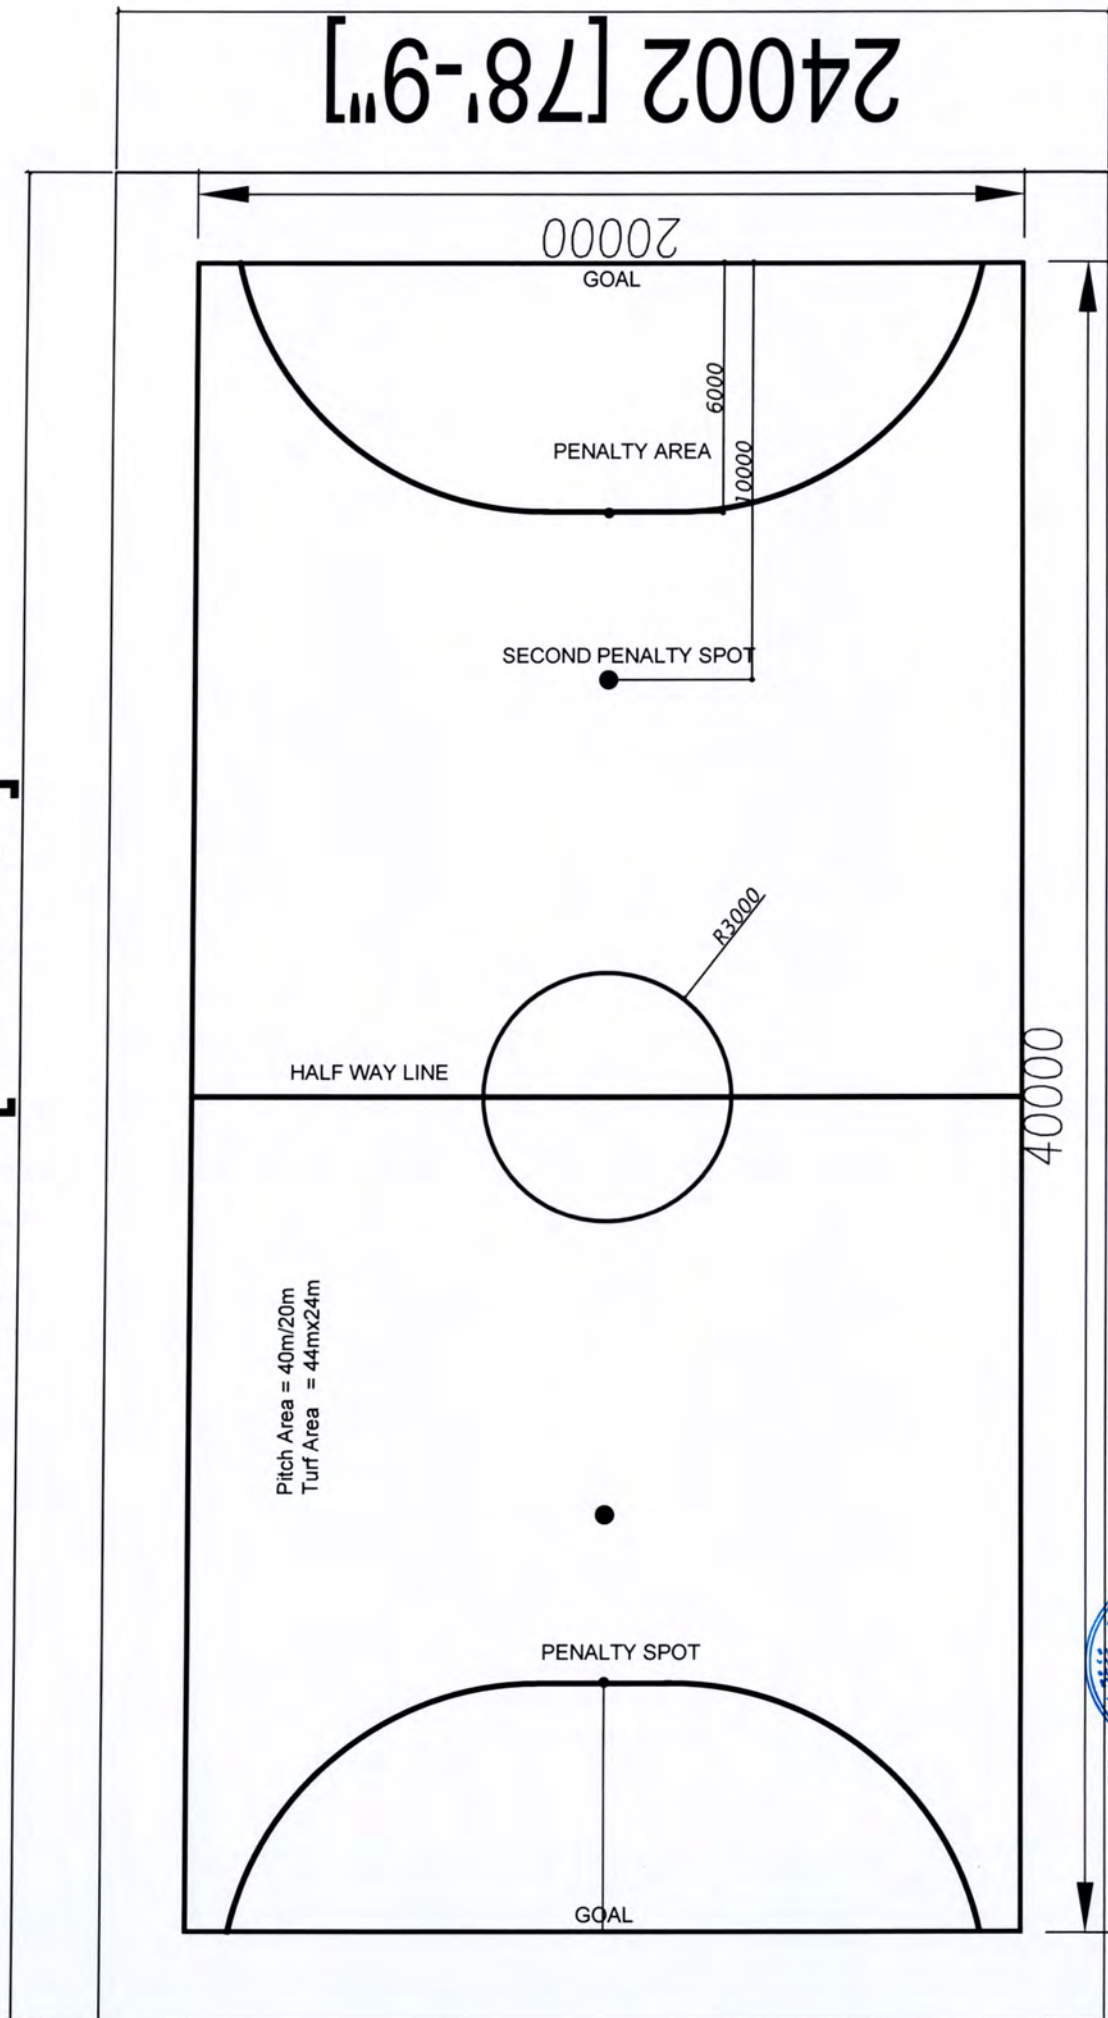 24002 [78'-9"]
20000
GOAL
6000
PENALTY AREA
10000
SECOND PENALTY SPOT
R3000
HALF WAY LINE
40000
Pitch Area = 40m/20m
Turf Area = 44mx24m
PENALTY SPOT
GOAL